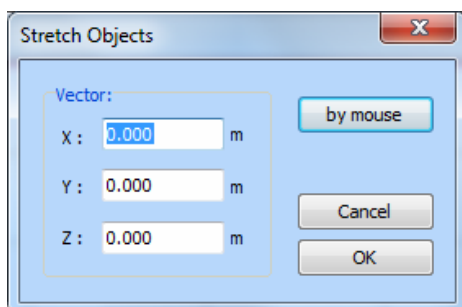 Stretch Objects
Vector:
X : 0.000 m
by mouse
Y : 0.000 m
Cancel
Z : 0.000 m
OK